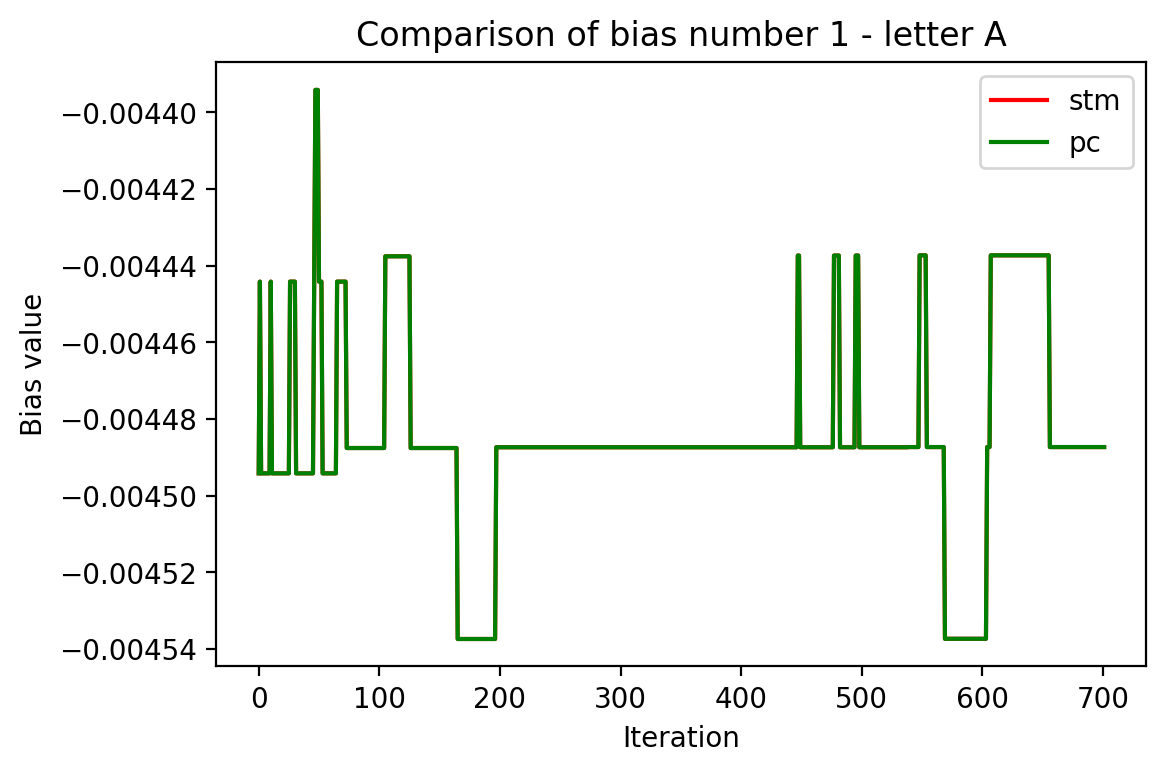 Comparison of bias number 1 - letter A
stm
pc
−0.00440
−0.00442
−0.00444
−0.00446
−0.00448
−0.00450
−0.00452
−0.00454
Bias value
0 100 200 300 400 500 600 700
Iteration